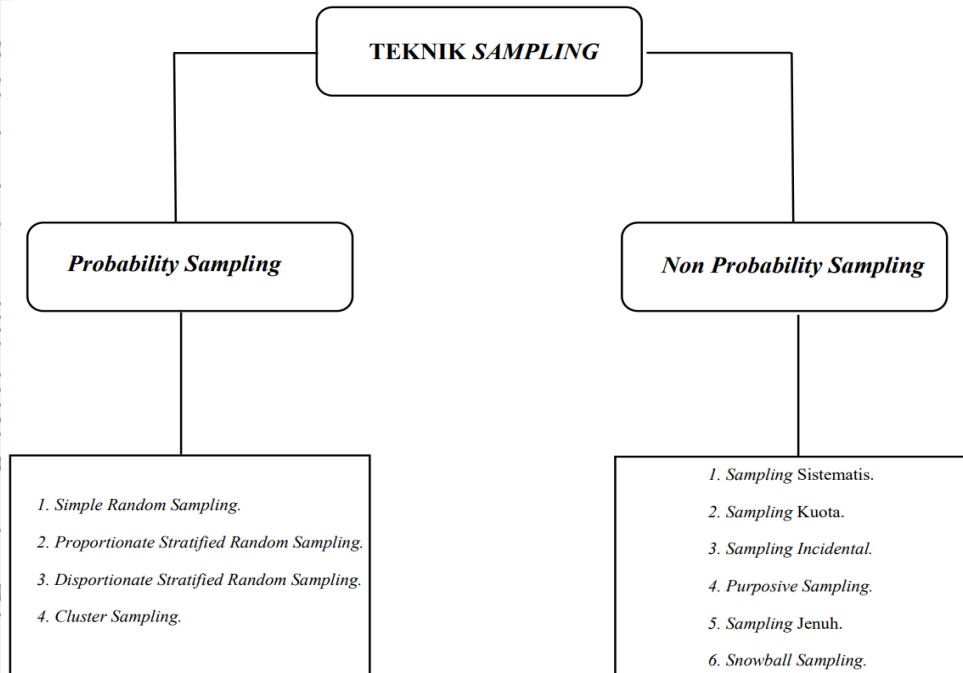 TEKNIK SAMPLING
Probability Sampling
Non Probability Sampling
1. Simple Random Sampling.
2. Proportionate Stratified Random Sampling.
3. Disportionate Stratified Random Sampling.
4. Cluster Sampling.
1. Sampling Sistematis.
2. Sampling Kuota.
3. Sampling Incidental.
4. Purposive Sampling.
5. Sampling Jenuh.
6. Snowball Sampling.